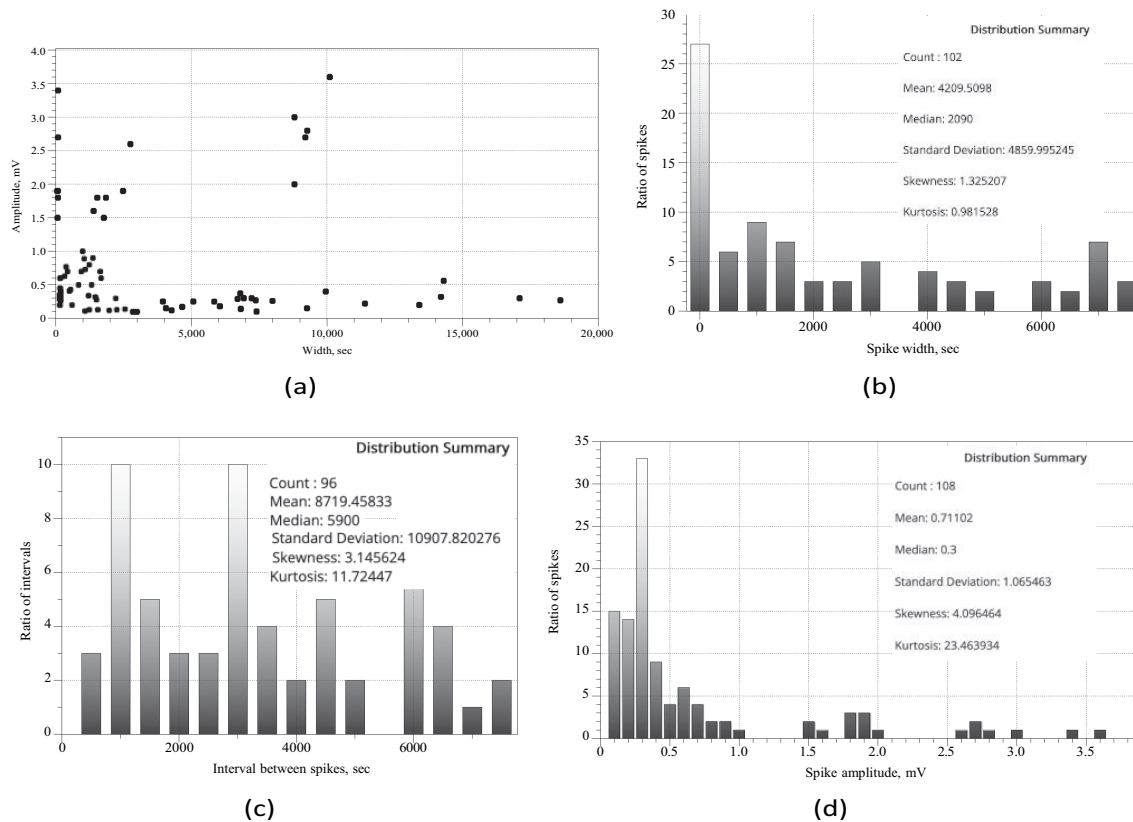 4.0
3.5
3.0
2.5
2.0
1.5
1.0
0.5
0
Amplitude, mV
0
5,000
10,000
15,000
20,000
Width, sec
(a)
30
25
20
15
10
5
0
Ratio of spikes
Distribution Summary
Count : 102
Mean: 4209.5098
Median: 2090
Standard Deviation: 4859.995245
Skewness: 1.325207
Kurtosis: 0.981528
0
2000
4000
6000
Spike width, sec
(b)
10
8
6
4
2
0
Ratio of intervals
Distribution Summary
Count : 96
Mean: 8719.45833
Median: 5900
Standard Deviation: 10907.820276
Skewness: 3.145624
Kurtosis: 11.72447
0
2000
4000
6000
Interval between spikes, sec
(c)
35
30
25
20
15
10
5
0
Ratio of spikes
Distribution Summary
Count : 108
Mean: 0.71102
Median: 0.3
Standard Deviation: 1.065463
Skewness: 4.096464
Kurtosis: 23.463934
0
0.5
1.0
1.5
2.0
2.5
3.0
3.5
Spike amplitude, mV
(d)